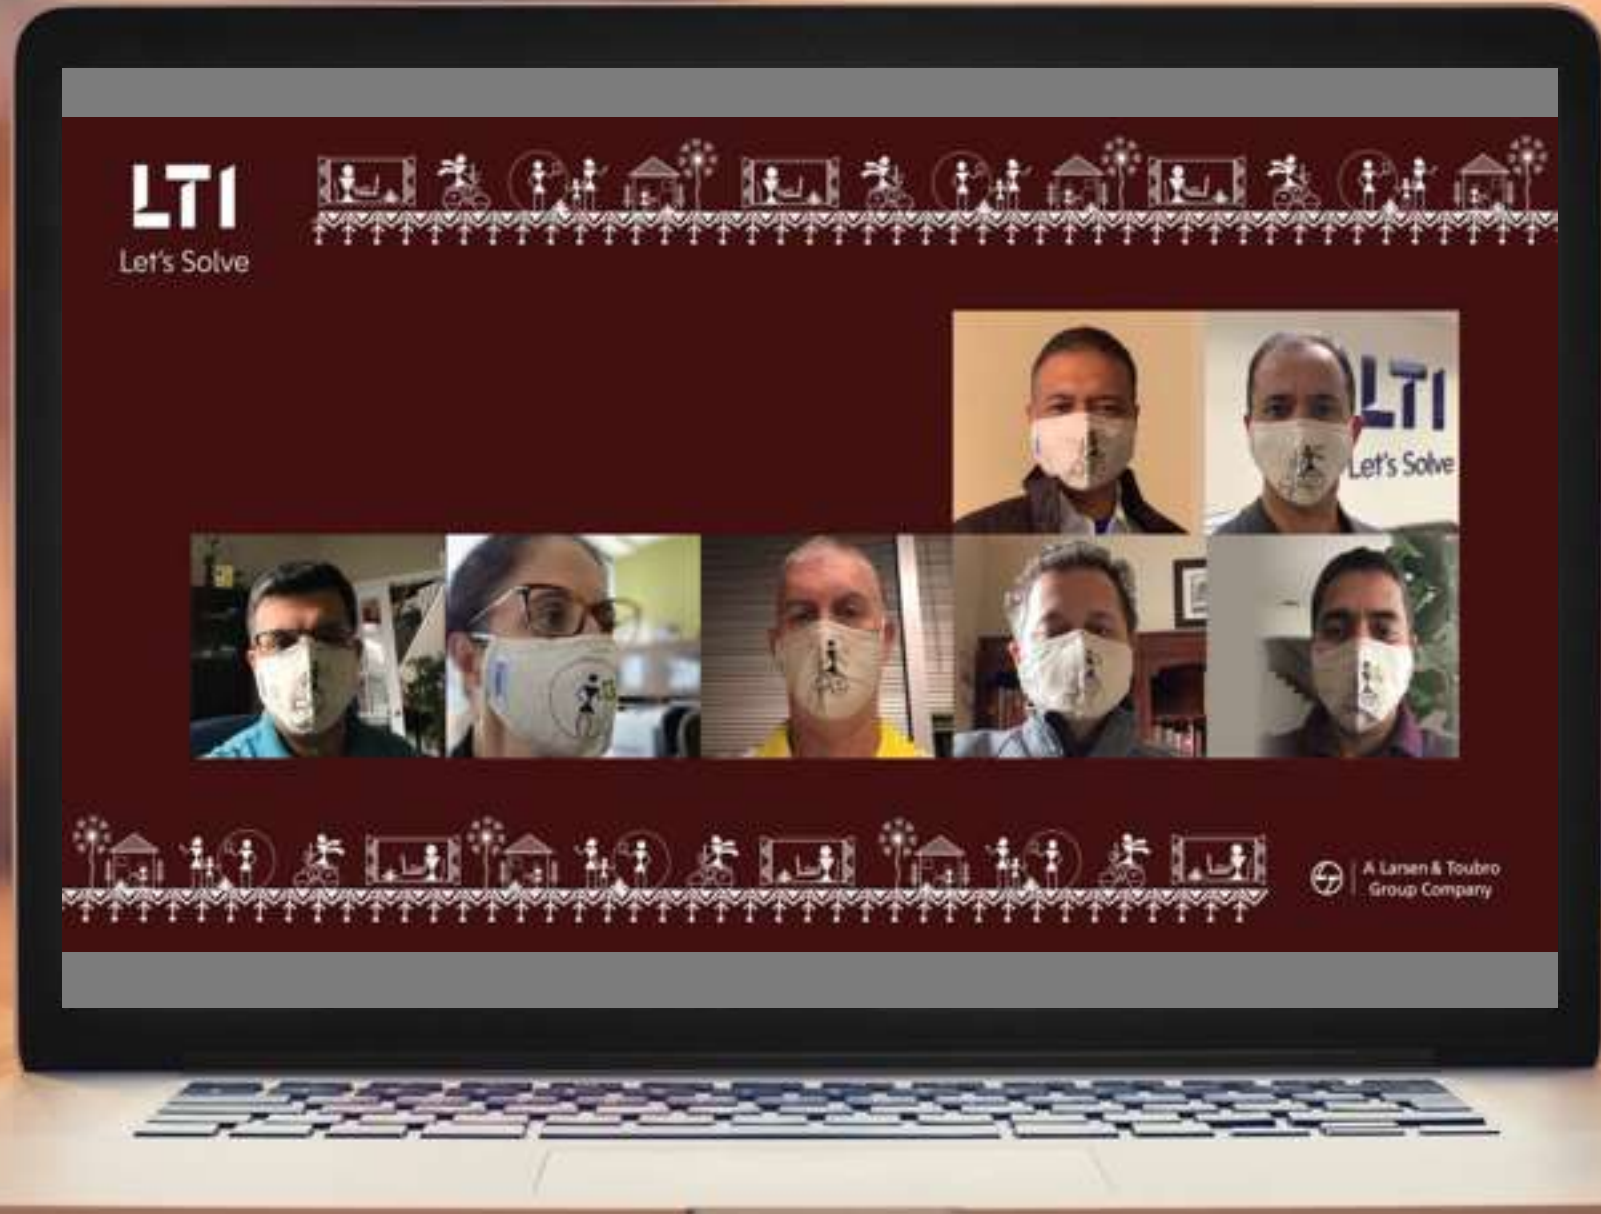 LTI
Let's Solve
LTI
Let's Solve
A Larsen & Toubro
Group Company